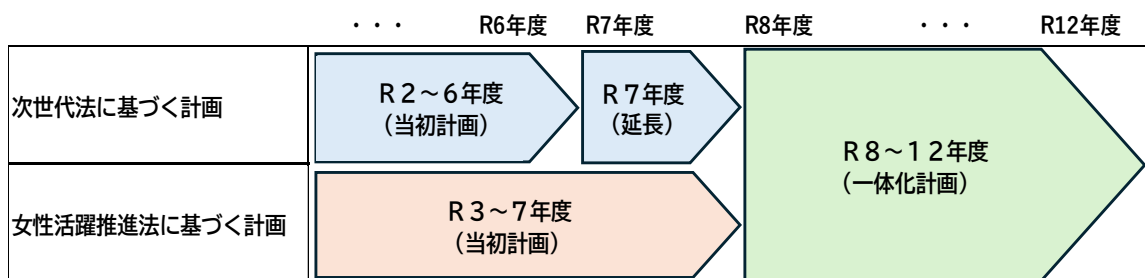 ・・・ R6年度 R7年度 R8年度 ・・・ R12年度
次世代法に基づく計画
R2～6年度
(当初計画)
R7年度
(延長)
R8～12年度
(一体化計画)
女性活躍推進法に基づく計画
R3～7年度
(当初計画)